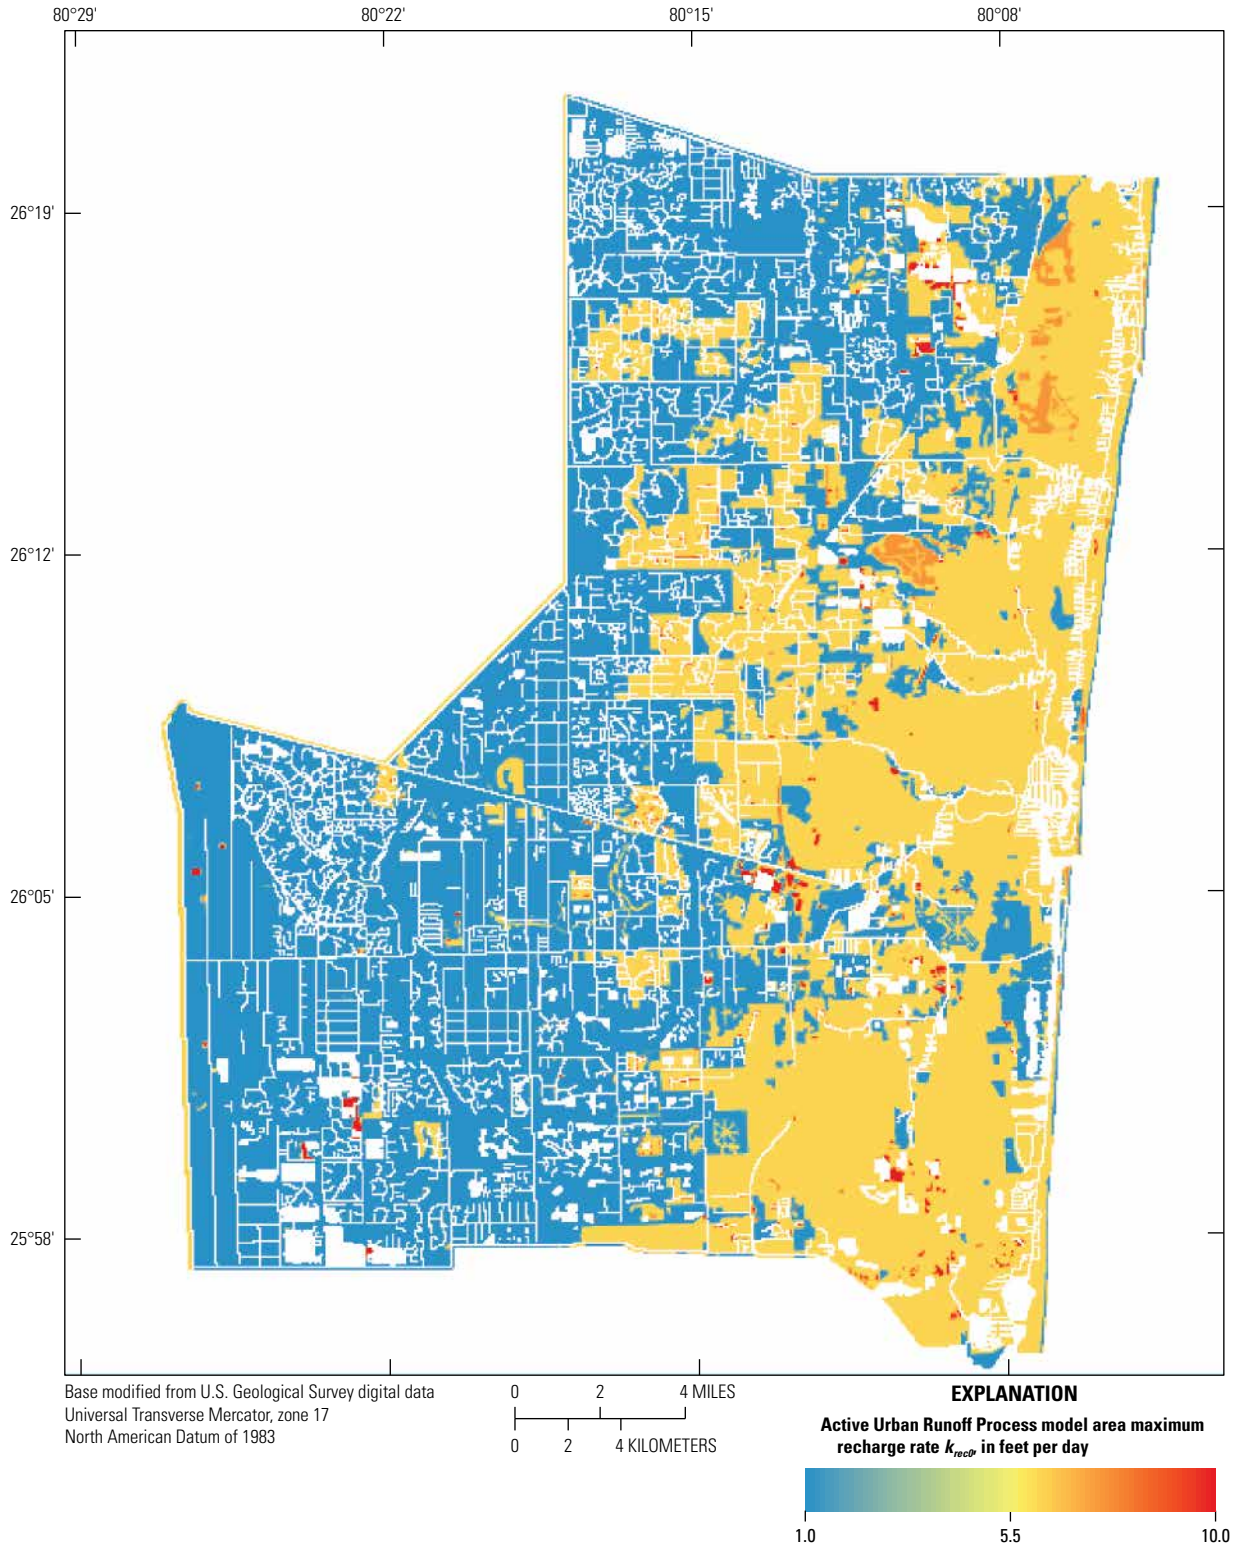 80°29' 80°22' 80°15' 80°08'
26°19'
26°12'
26°05'
25°58'
Base modified from U.S. Geological Survey digital data
Universal Transverse Mercator, zone 17
North American Datum of 1983
0 2 4 MILES
0 2 4 KILOMETERS
EXPLANATION
Active Urban Runoff Process model area maximum
recharge rate krec0, in feet per day
1.0 5.5 10.0